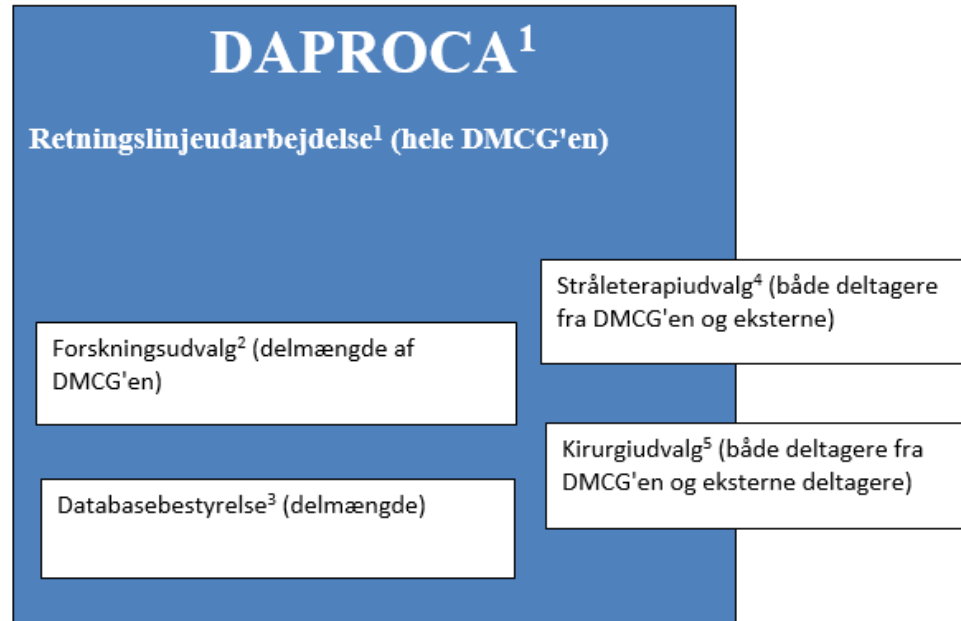 DAPROCA¹
Retningslinjeudarbejdelse¹ (hele DMCG'en)
Stråleterapiudvalg⁴ (både deltagere
fra DMCG'en og eksterne)
Forskningsudvalg² (delmængde af
DMCG'en)
Kirurgiudvalg⁵ (både deltagere fra
DMCG'en og eksterne deltagere)
Databasebestyrelse³ (delmængde)